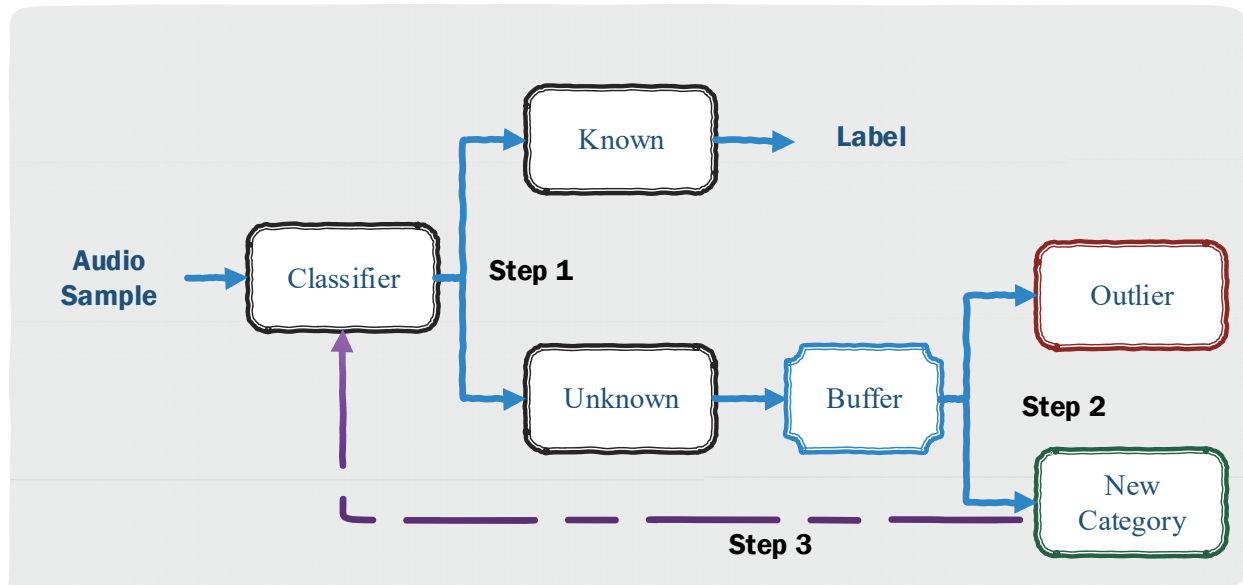 Known
Label
Audio
Sample
Classifier
Step 1
Outlier
Unknown
Buffer
Step 2
New
Category
Step 3